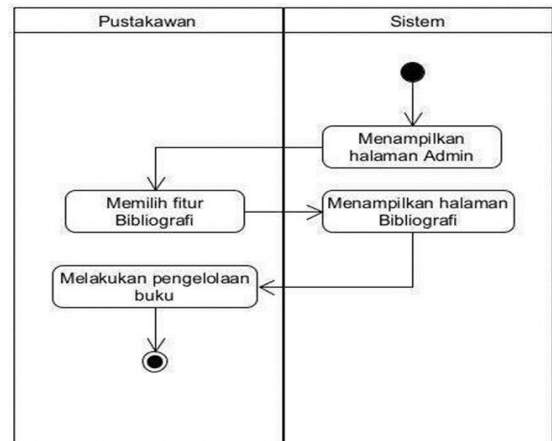 Pustakawan
Sistem
Menampilkan
halaman Admin
Memilih fitur
Bibliografi
Menampilkan halaman
Bibliografi
Melakukan pengelolaan
buku